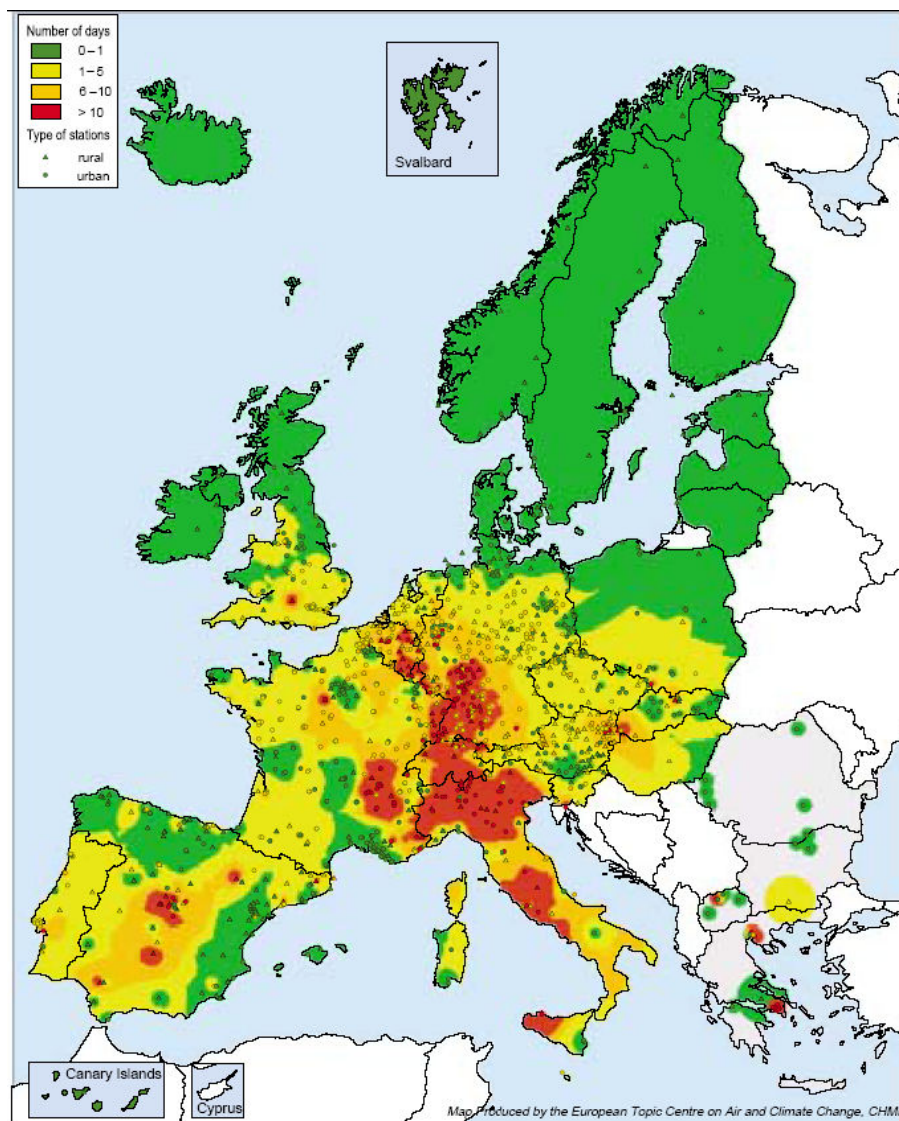 Number of days
0 – 1
1 – 5
6 – 10
> 10
Type of stations
rural
urban
Svalbard
Canary Islands
Cyprus
Map Produced by the European Topic Centre on Air and Climate Change, CHM